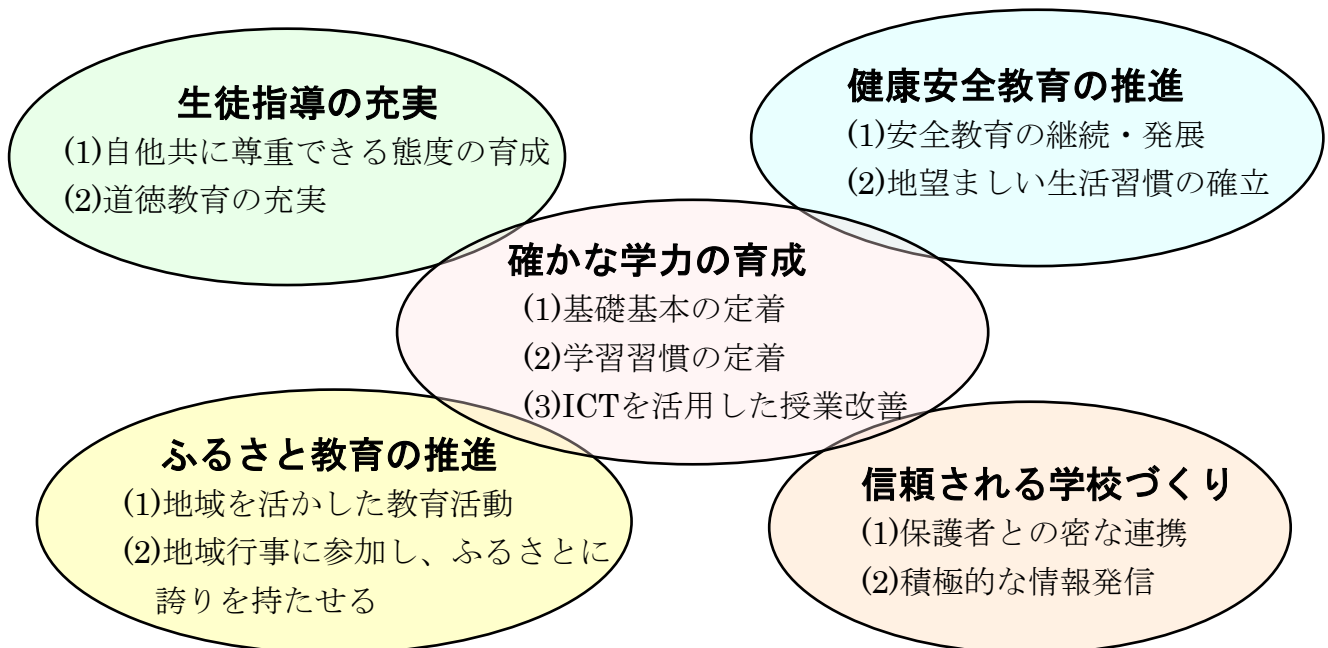 生徒指導の充実
(1)自他共に尊重できる態度の育成
(2)道徳教育の充実
健康安全教育の推進
(1)安全教育の継続・発展
(2)地望ましい生活習慣の確立
確かな学力の育成
(1)基礎基本の定着
(2)学習習慣の定着
(3)ICTを活用した授業改善
ふるさと教育の推進
(1)地域を活かした教育活動
(2)地域行事に参加し、ふるさとに
誇りを持たせる
信頼される学校づくり
(1)保護者との密な連携
(2)積極的な情報発信